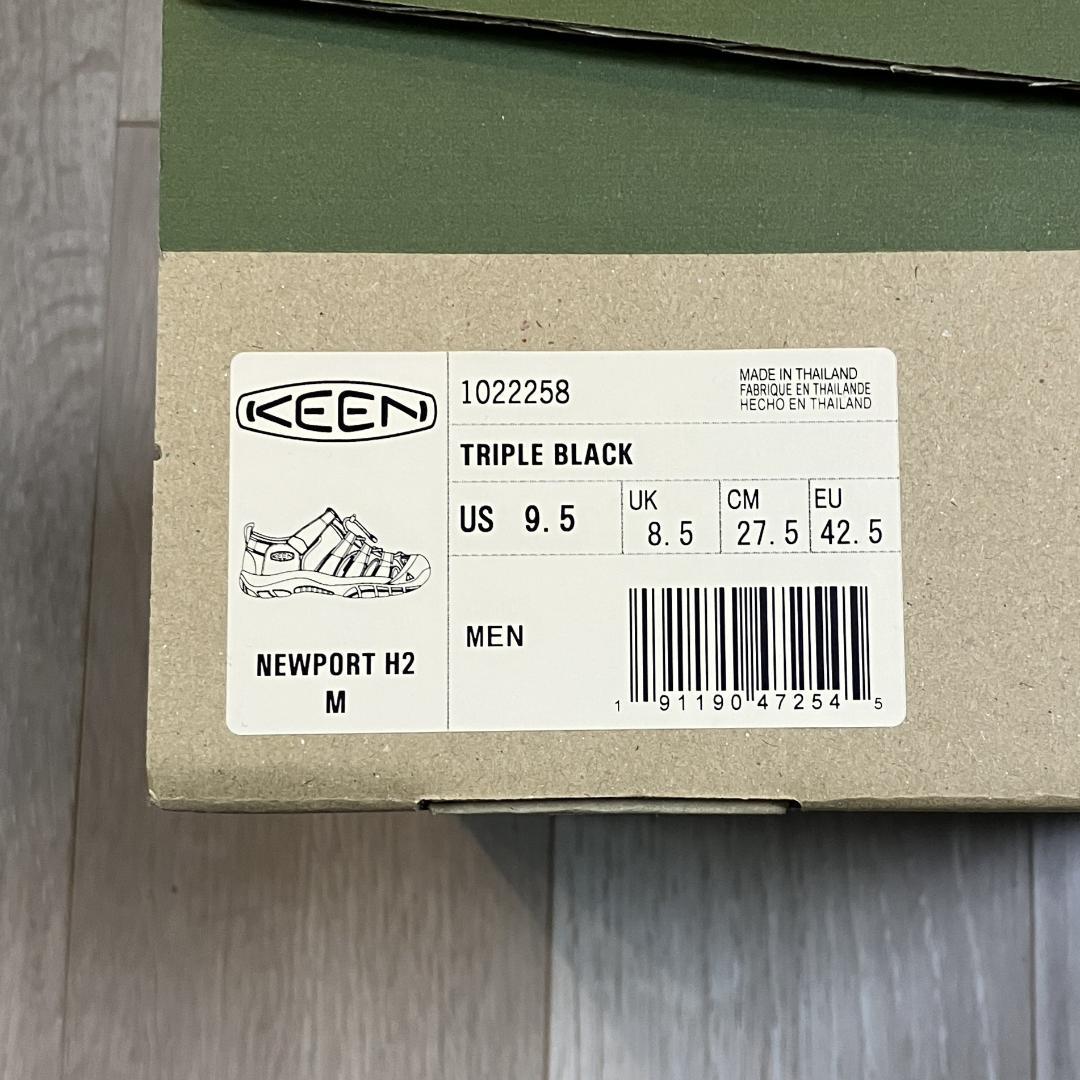 KEEN
1022258
MADE IN THAILAND
FABRIQUE EN THAILANDE
HECHO EN THAILAND
TRIPLE BLACK
US 9.5
UK 8.5
CM 27.5
EU 42.5
NEWPORT H2
M
MEN
1 91190 47254 5